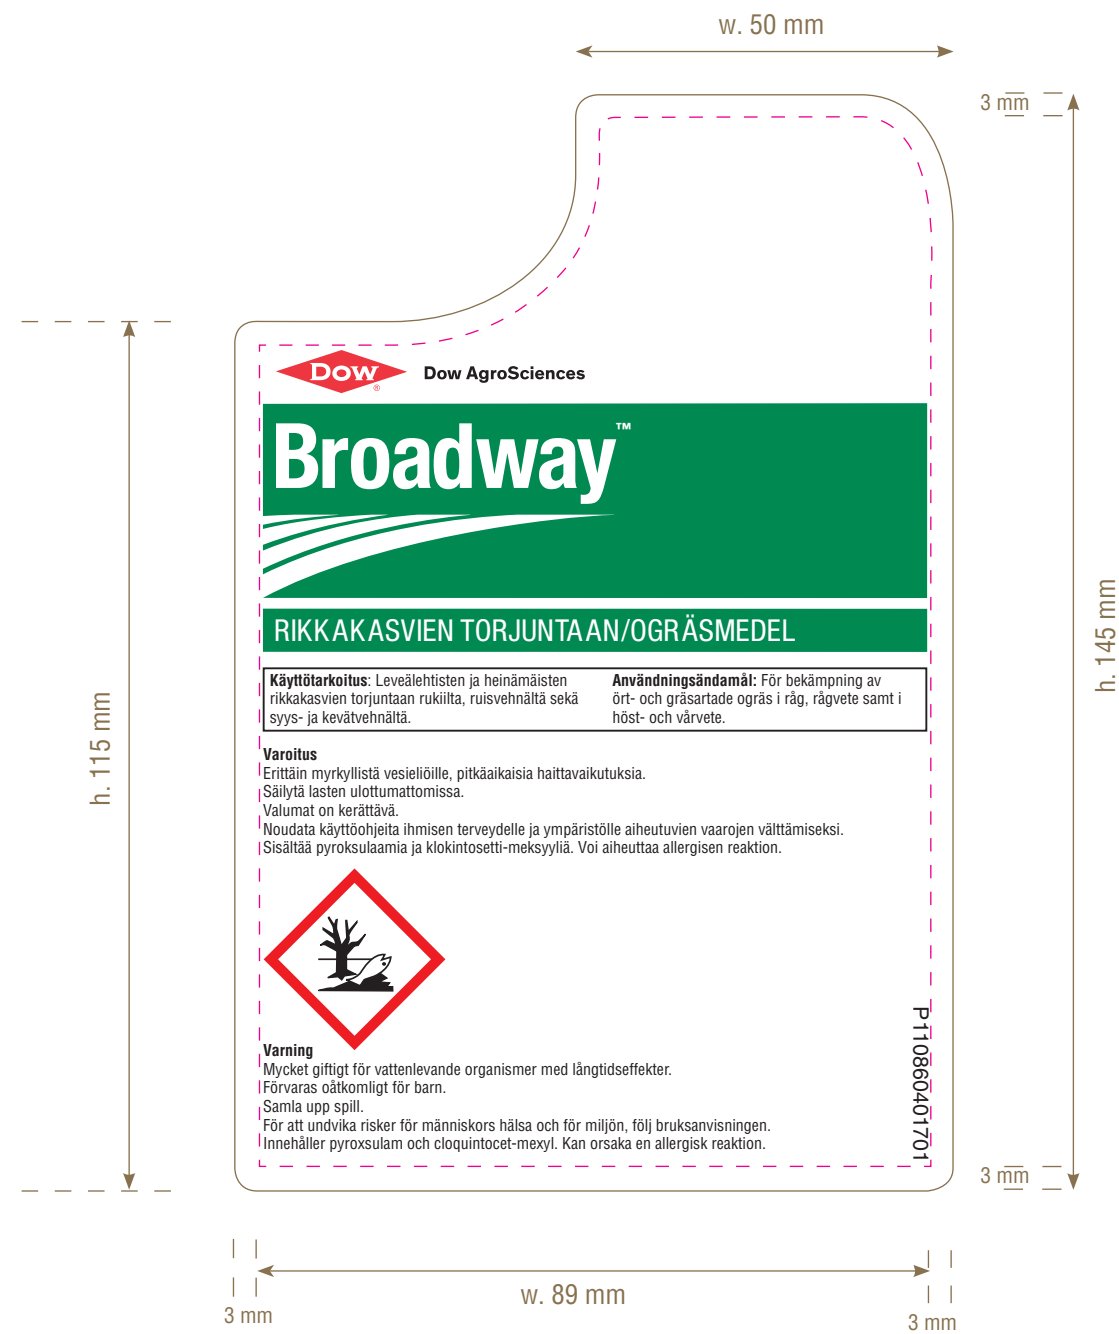 w. 50 mm
3 mm
DOW
®
Dow AgroSciences
Broadway™
RIKKAKASVIEN TORJUNTAAN/OGRÄSMEDEL
Käyttötarkoitus: Leveälehtisten ja heinämäisten
rikkakasvien torjuntaan rukiilta, ruisvehnältä sekä
syys- ja kevätvehnältä.
Användningsändamål: För bekämpning av
ört- och gräsartade ogräs i råg, rågvete samt i
höst- och vårvete.
h. 145 mm
h. 115 mm
Varoitus
Erittäin myrkyllistä vesieliöille, pitkäaikaisia haittavaikutuksia.
Säilytä lasten ulottumattomissa.
Valumat on kerättävä.
Noudata käyttöohjeita ihmisen terveydelle ja ympäristölle aiheutuvien vaarojen välttämiseksi.
Sisältää pyroksulaamia ja klokintosetti-meksyyliä. Voi aiheuttaa allergisen reaktion.
Varning
Mycket giftigt för vattenlevande organismer med långtidseffekter.
Förvaras oåtkomligt för barn.
Samla upp spill.
För att undvika risker för människors hälsa och för miljön, följ bruksanvisningen.
Innehåller pyroxsulam och cloquintocet-mexyl. Kan orsaka en allergisk reaktion.
P110860401701
3 mm
w. 89 mm
3 mm
3 mm